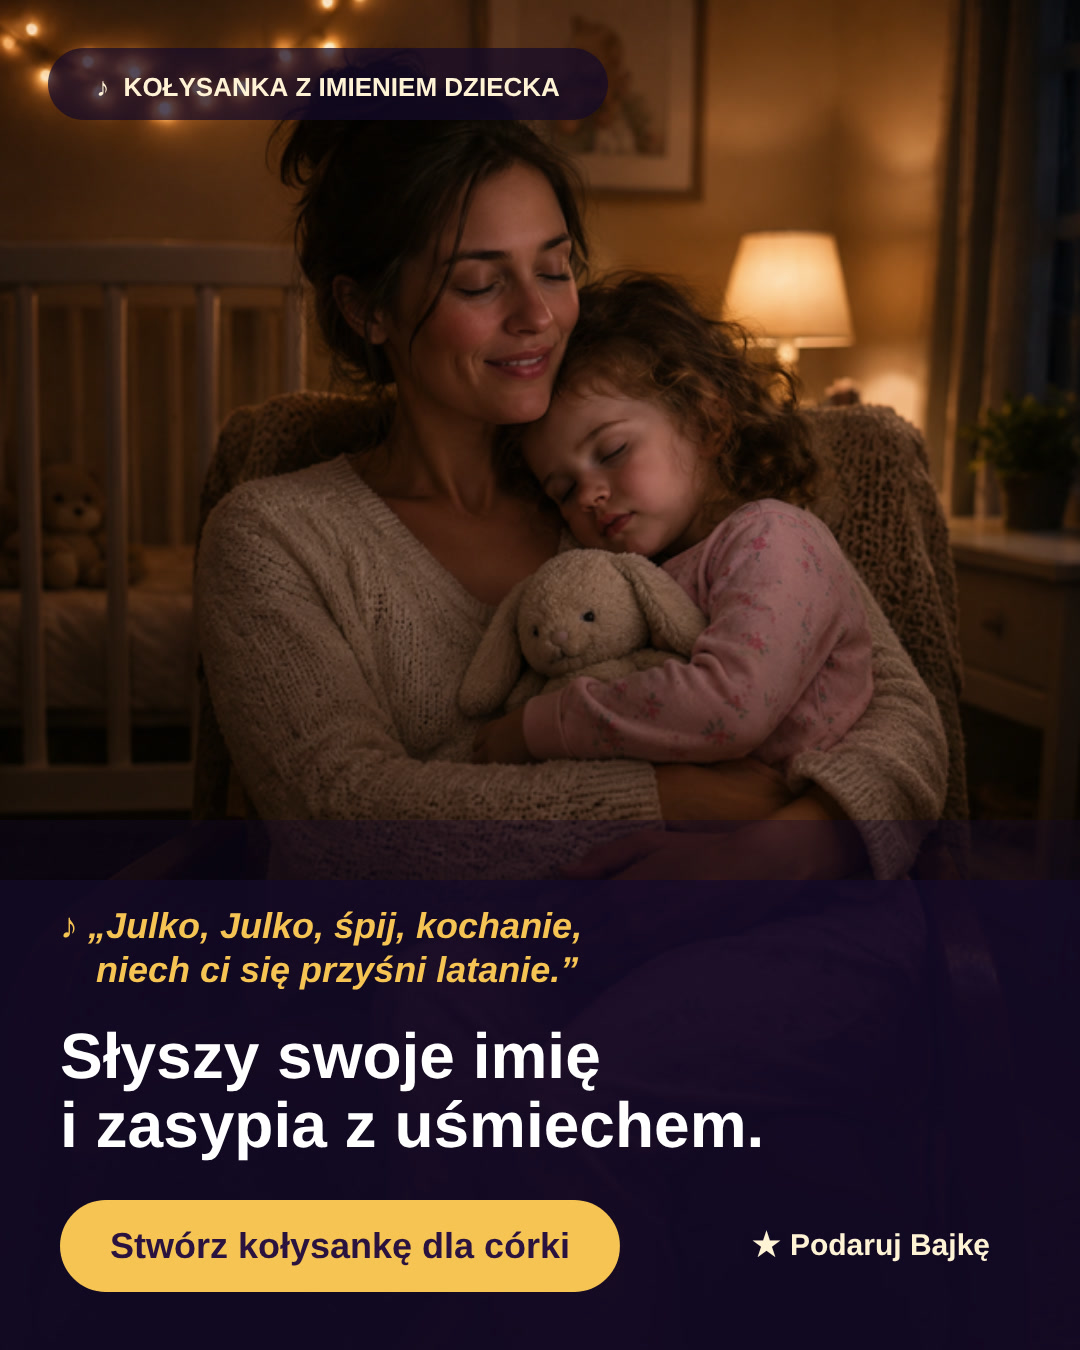 ♪ KOŁYSANKA Z IMIENIEM DZIECKA
♪ „Julko, Julko, śpij, kochanie,
niech ci się przyśni latanie.”
Słyszy swoje imię
i zasypia z uśmiechem.
Stwórz kołysankę dla córki
★ Podaruj Bajkę